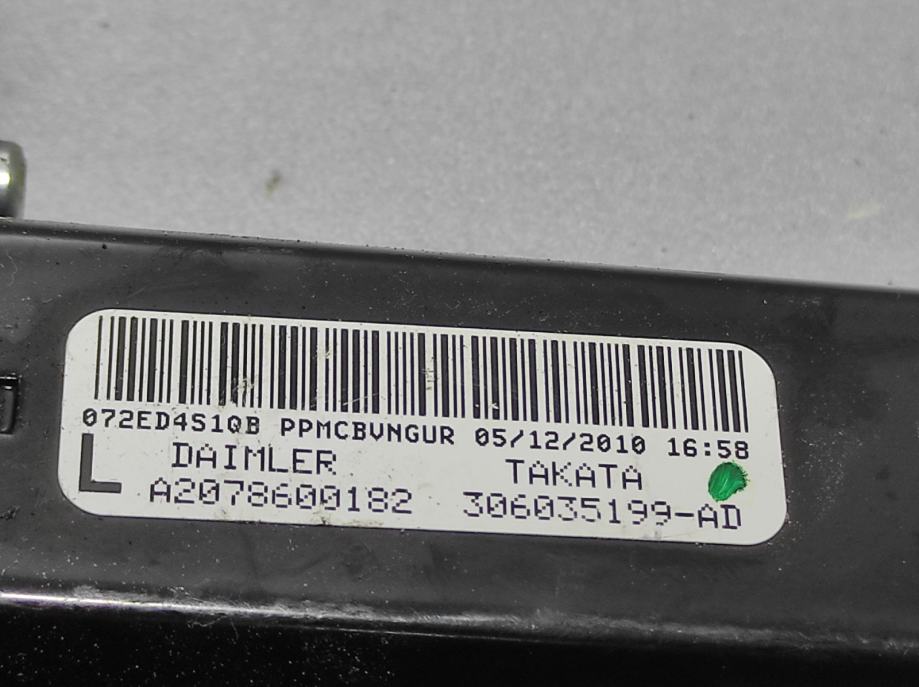 072ED4S1QB PPMCBVNGUR 05/12/2010 16:58
L DAIMLER TAKATA
A2078600182 306035199-AD